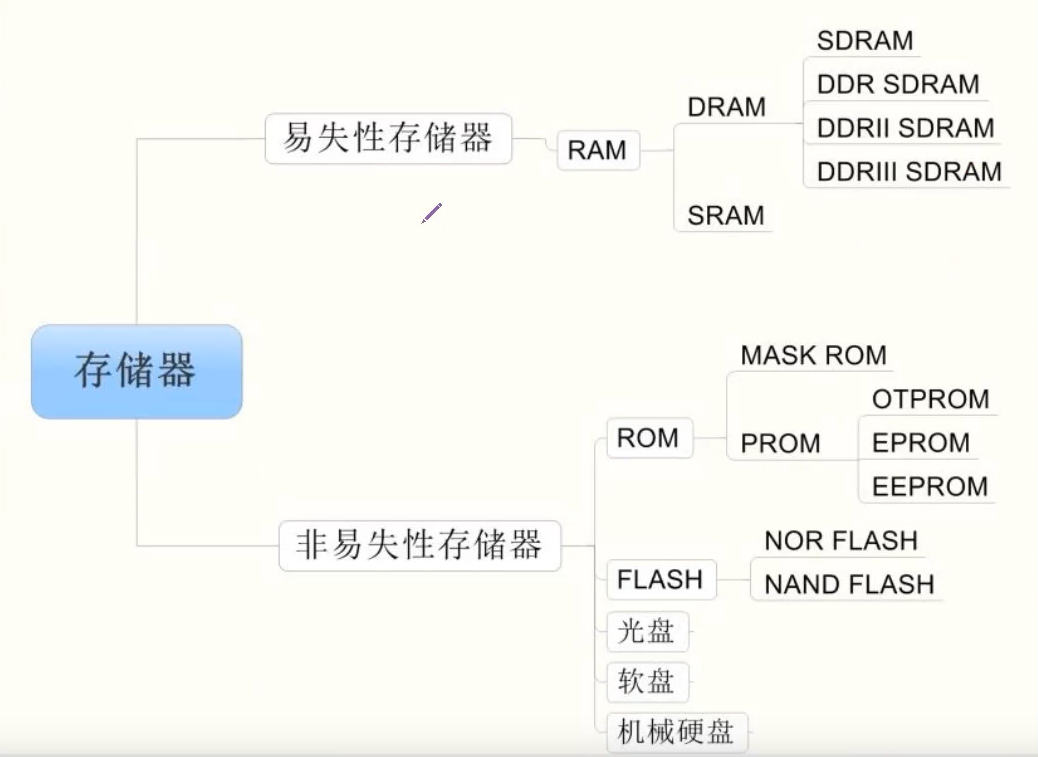 存储器
易失性存储器
RAM
DRAM
SDRAM
DDR SDRAM
DDRII SDRAM
DDRIII SDRAM
SRAM
非易失性存储器
ROM
MASK ROM
PROM
OTPROM
EPROM
EEPROM
FLASH
NOR FLASH
NAND FLASH
光盘
软盘
机械硬盘